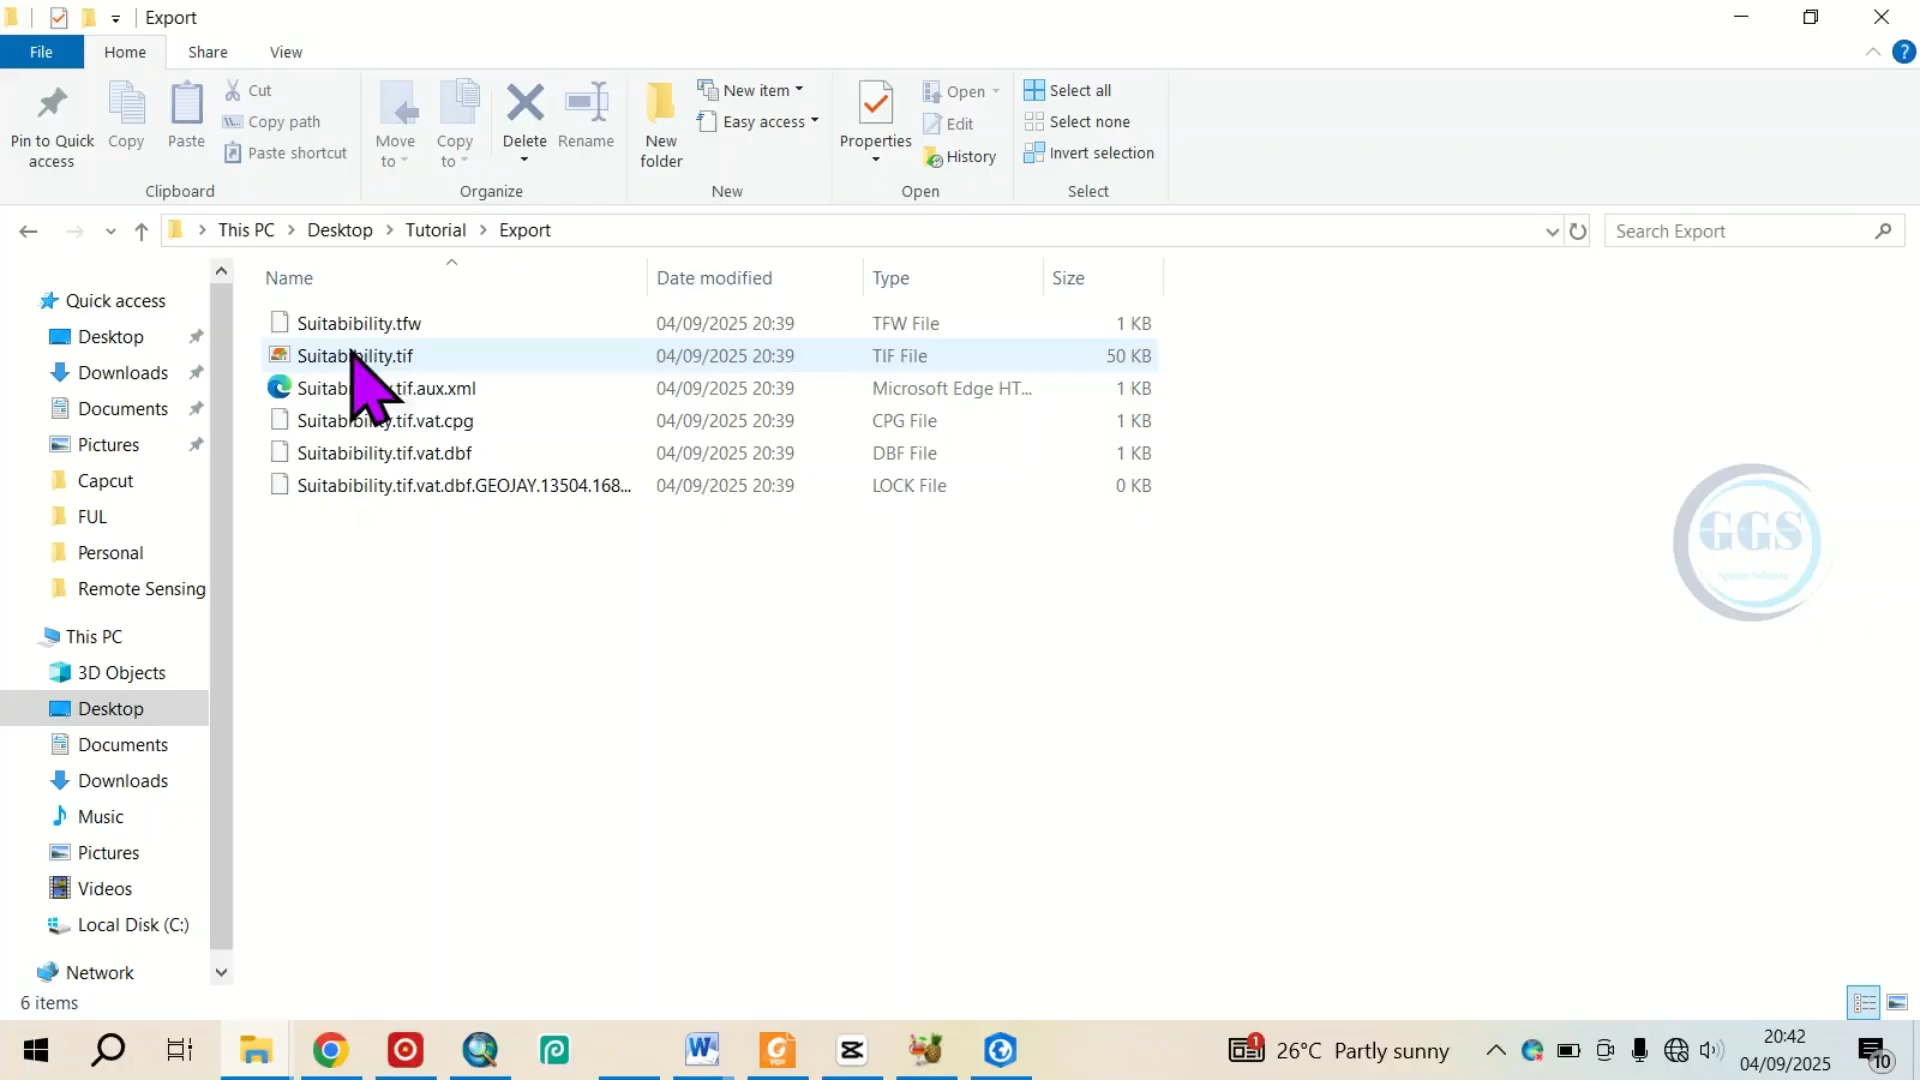 Export
File Home Share View
Pin to Quick access
Copy
Paste
Cut
Copy path
Paste shortcut
Clipboard
Move to
Copy to
Delete
Rename
Organize
New folder
New item
Easy access
New
Properties
Open
Edit
History
Open
Select all
Select none
Invert selection
Select
This PC Desktop Tutorial Export
Search Export
Name Date modified Type Size
Suitabibility.tfw 04/09/2025 20:39 TFW File 1 KB
Suitabibility.tif 04/09/2025 20:39 TIF File 50 KB
Suitabibility.tif.aux.xml 04/09/2025 20:39 Microsoft Edge HT... 1 KB
Suitabibility.tif.vat.cpg 04/09/2025 20:39 CPG File 1 KB
Suitabibility.tif.vat.dbf 04/09/2025 20:39 DBF File 1 KB
Suitabibility.tif.vat.dbf.GEOJAY.13504.168... 04/09/2025 20:39 LOCK File 0 KB
Quick access
Desktop
Downloads
Documents
Pictures
Capcut
FUL
Personal
Remote Sensing
This PC
3D Objects
Desktop
Documents
Downloads
Music
Pictures
Videos
Local Disk (C:)
Network
6 items
GGS
26°C Partly sunny
20:42
04/09/2025
10